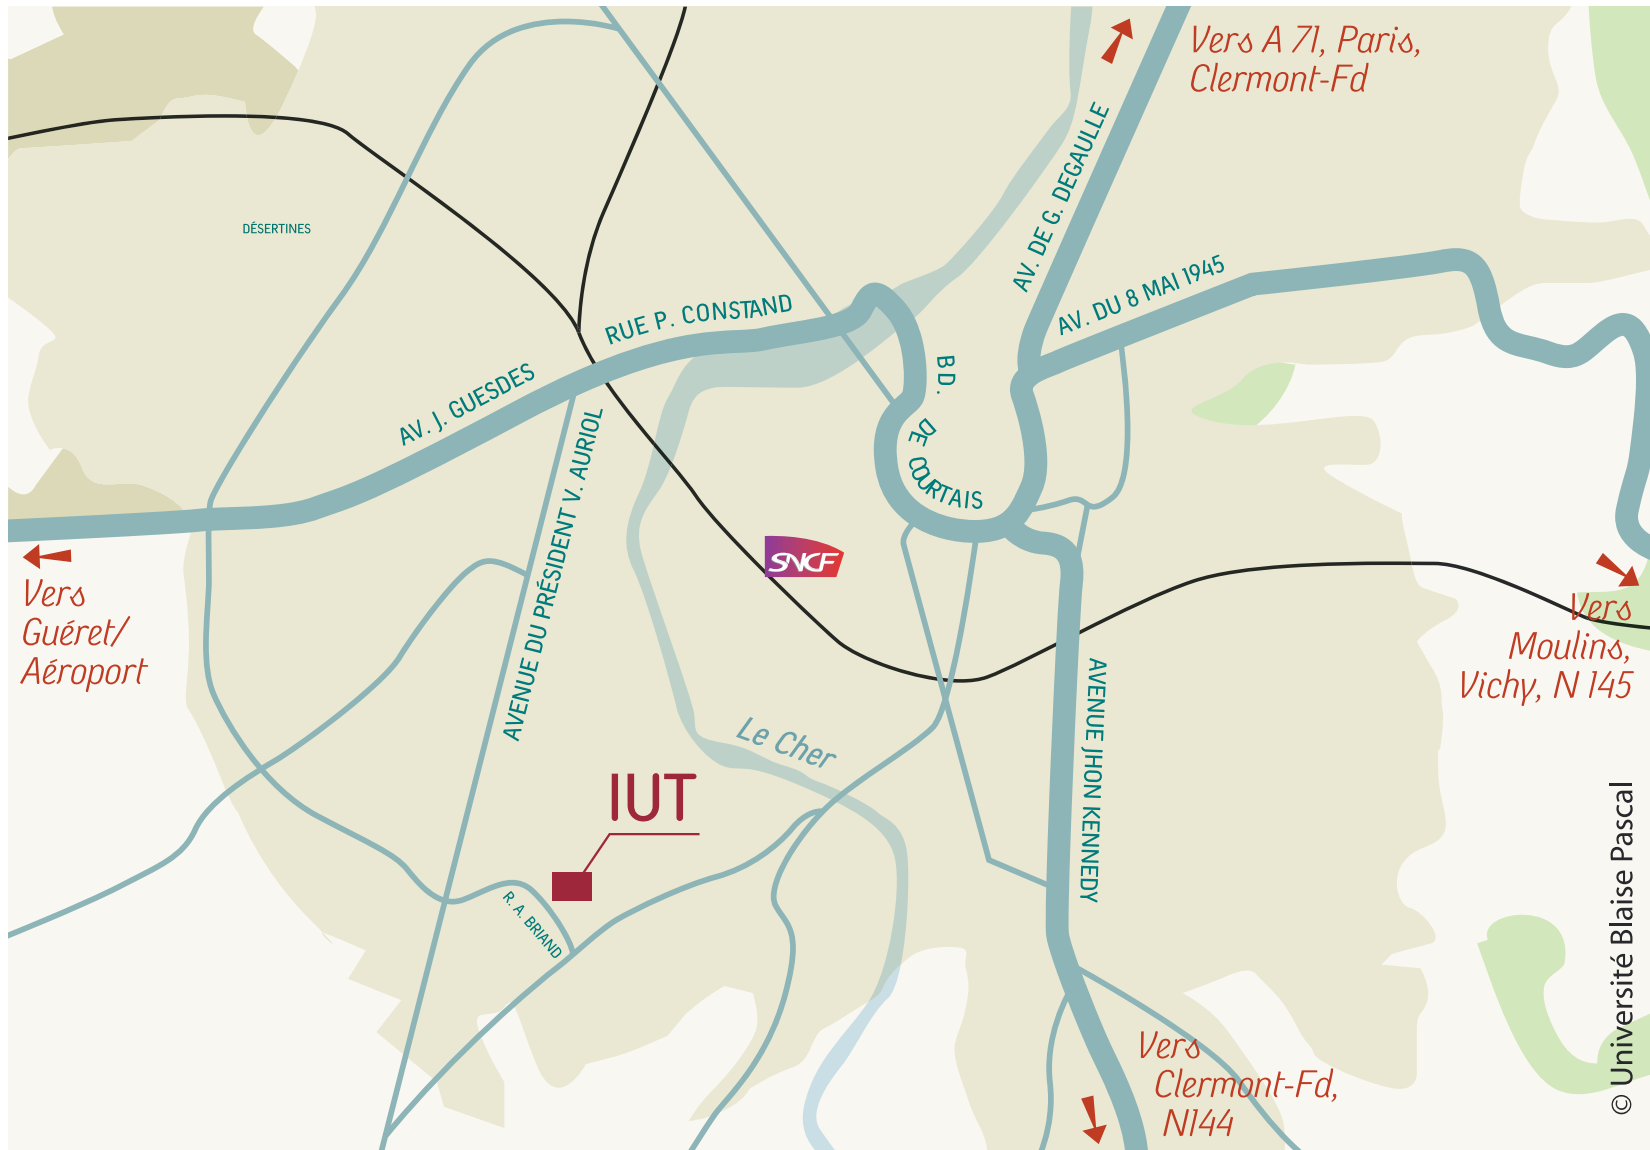 Vers A 71, Paris,
Clermont-Fd
AV. DE G. DEGAULLE
DÉSERTINES
AV. DU 8 MAI 1945
RUE P. CONSTAND
AV. J. GUESDES
BD. DE COURTAIS
AVENUE DU PRÉSIDENT V. AURIOL
SNCF
Vers
Guéret/
Aéroport
Vers
Moulins,
Vichy, N 145
AVENUE JHON KENNEDY
Le Cher
IUT
R. A. BRIAND
Vers
Clermont-Fd,
N144
© Université Blaise Pascal